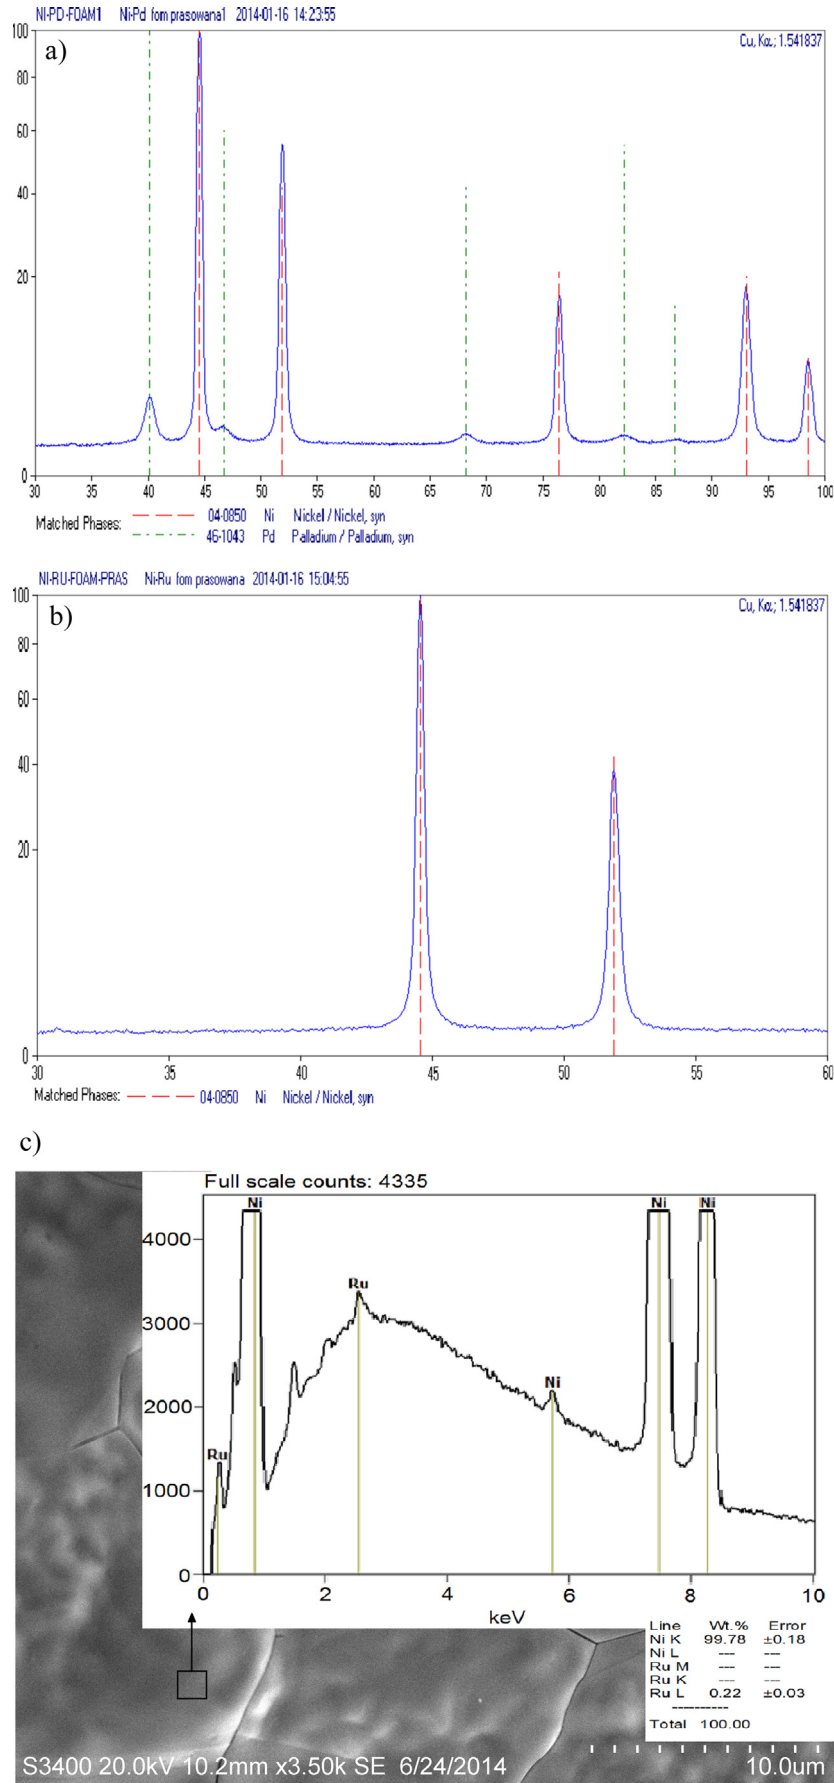 NI-PD-FOAM1 Ni-Pd fom prasowana1 2014-01-16 14:23:55
a)
Cu, Kα; 1.541837
100
80
60
40
20
0
30 35 40 45 50 55 60 65 70 75 80 85 90 95 100
Matched Phases: 04-0850 Ni Nickel / Nickel, syn
46-1043 Pd Palladium / Palladium, syn
NI-RU-FOAM-PRAS Ni-Ru fom prasowana 2014-01-16 15:04:55
b)
Cu, Kα; 1.541837
100
80
60
40
20
0
30 35 40 45 50 55 60
Matched Phases: 04-0850 Ni Nickel / Nickel, syn
c)
Full scale counts: 4335
Ni Ni Ni
4000
Ru
3000
Ni
2000
Ru
1000
0
0 2 4 6 8 10
keV
Line Wt.% Error
Ni K 99.78 ±0.18
Ni L --- ---
Ru M --- ---
Ru K --- ---
Ru L 0.22 ±0.03
Total 100.00
S3400 20.0kV 10.2mm x3.50k SE 6/24/2014 10.0um